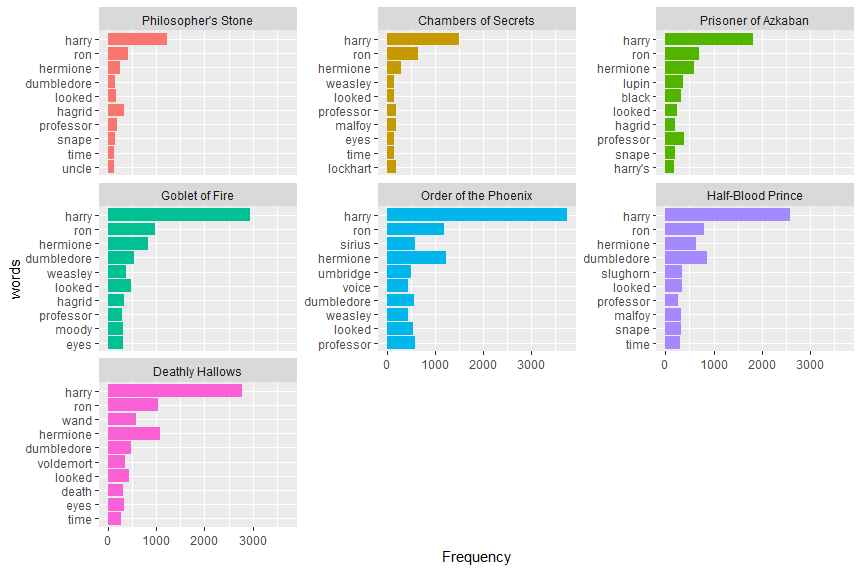 Philosopher's Stone
harry
ron
hermione
dumbledore
looked
hagrid
professor
snape
time
uncle
Chambers of Secrets
harry
ron
hermione
weasley
looked
professor
malfoy
eyes
time
lockhart
Prisoner of Azkaban
harry
ron
hermione
lupin
black
looked
hagrid
professor
snape
harry's
words
Goblet of Fire
harry
ron
hermione
dumbledore
weasley
looked
hagrid
professor
moody
eyes
Order of the Phoenix
harry
ron
sirius
hermione
umbridge
voice
dumbledore
weasley
looked
professor
0 1000 2000 3000
Half-Blood Prince
harry
ron
hermione
dumbledore
slughorn
looked
professor
malfoy
snape
time
0 1000 2000 3000
Deathly Hallows
harry
ron
wand
hermione
dumbledore
voldemort
looked
death
eyes
time
0 1000 2000 3000
Frequency